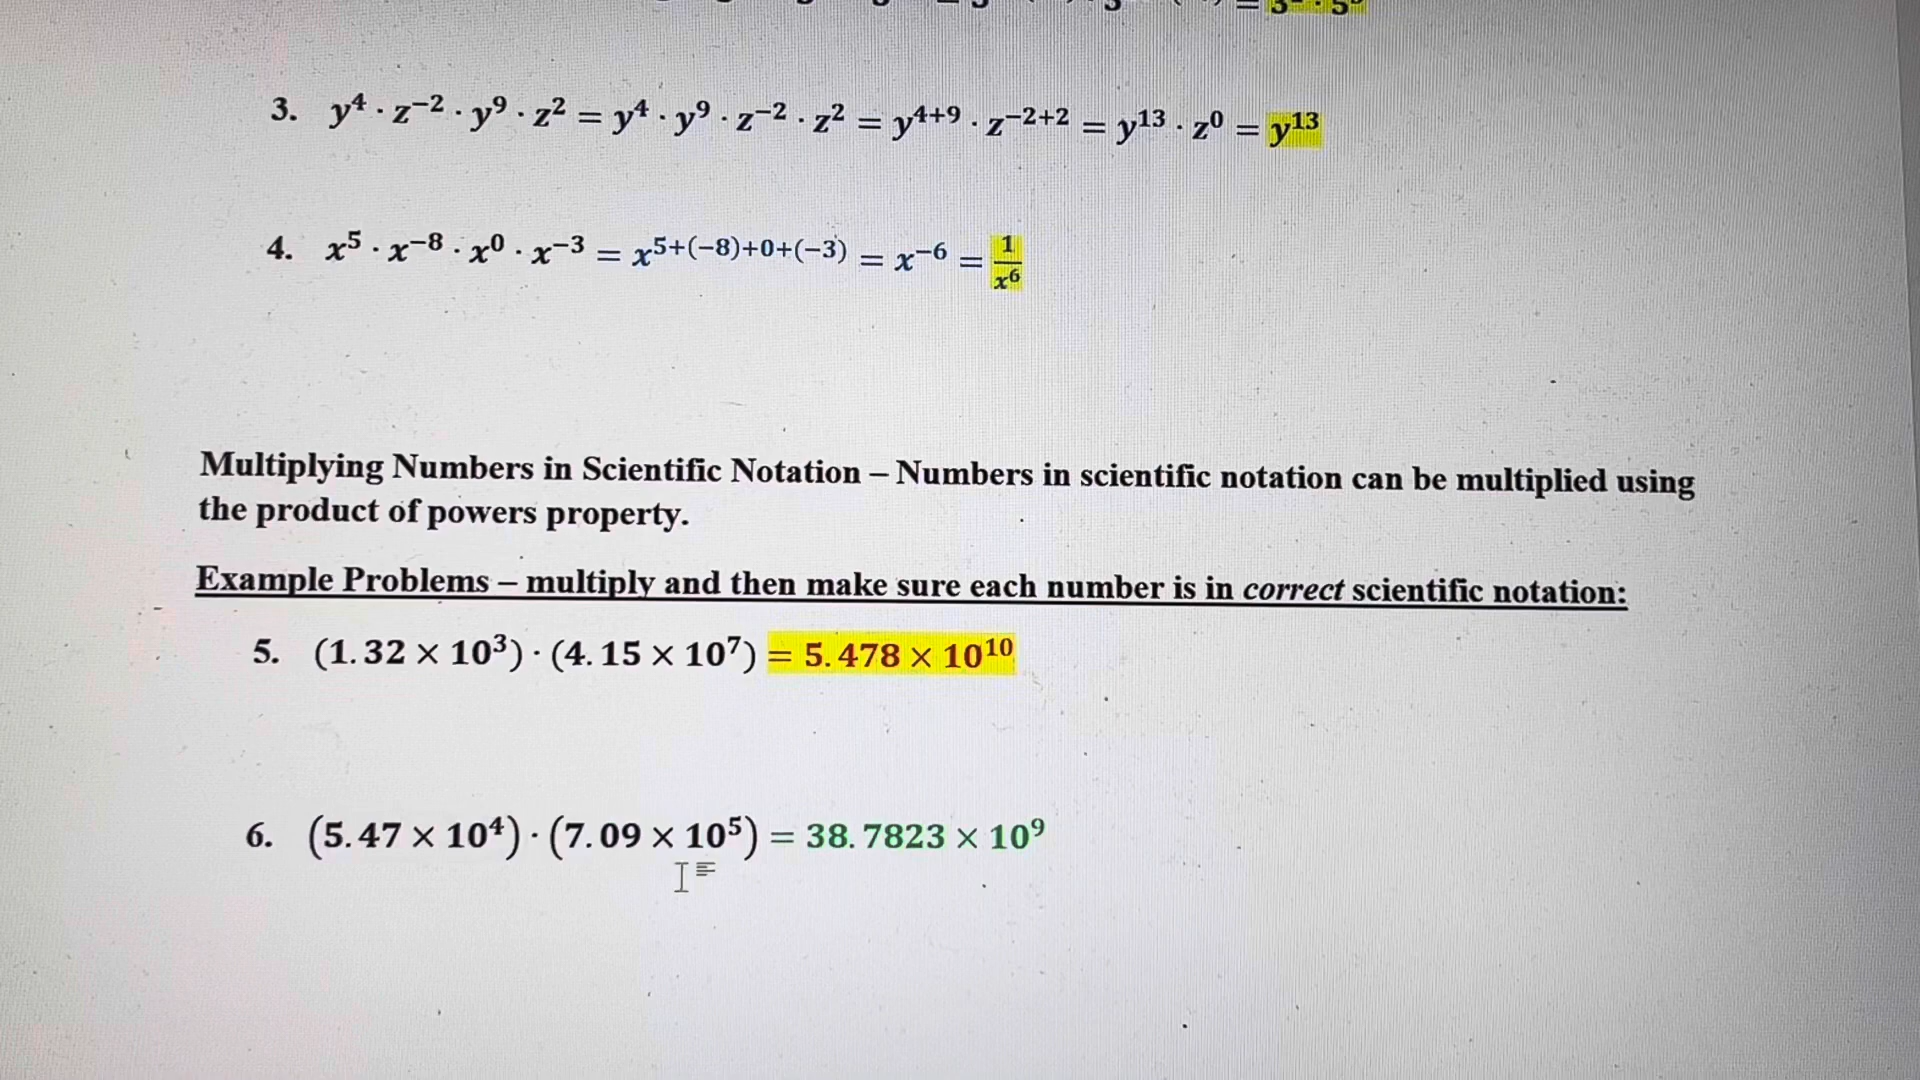 = 3 · 5
3. y⁴ · z⁻² · y⁹ · z² = y⁴ · y⁹ · z⁻² · z² = y⁴⁺⁹ · z⁻²⁺² = y¹³ · z⁰ = y¹³
4. x⁵ · x⁻⁸ · x⁰ · x⁻³ = x⁵⁺⁽⁻⁸⁾⁺⁰⁺⁽⁻³⁾ = x⁻⁶ = 1/x⁶
Multiplying Numbers in Scientific Notation – Numbers in scientific notation can be multiplied using
the product of powers property.
Example Problems – multiply and then make sure each number is in correct scientific notation:
5. (1.32 × 10³) · (4.15 × 10⁷) = 5.478 × 10¹⁰
6. (5.47 × 10⁴) · (7.09 × 10⁵) = 38.7823 × 10⁹